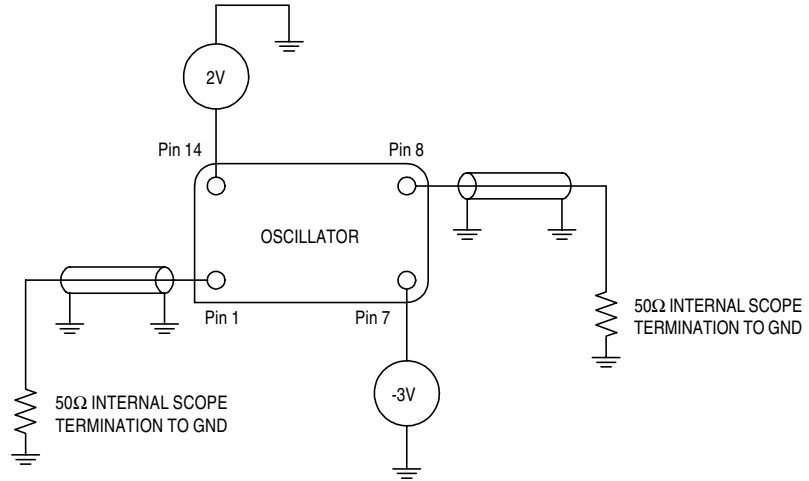 2V
Pin 14
Pin 8
OSCILLATOR
Pin 1
Pin 7
50Ω INTERNAL SCOPE
TERMINATION TO GND
-3V
50Ω INTERNAL SCOPE
TERMINATION TO GND